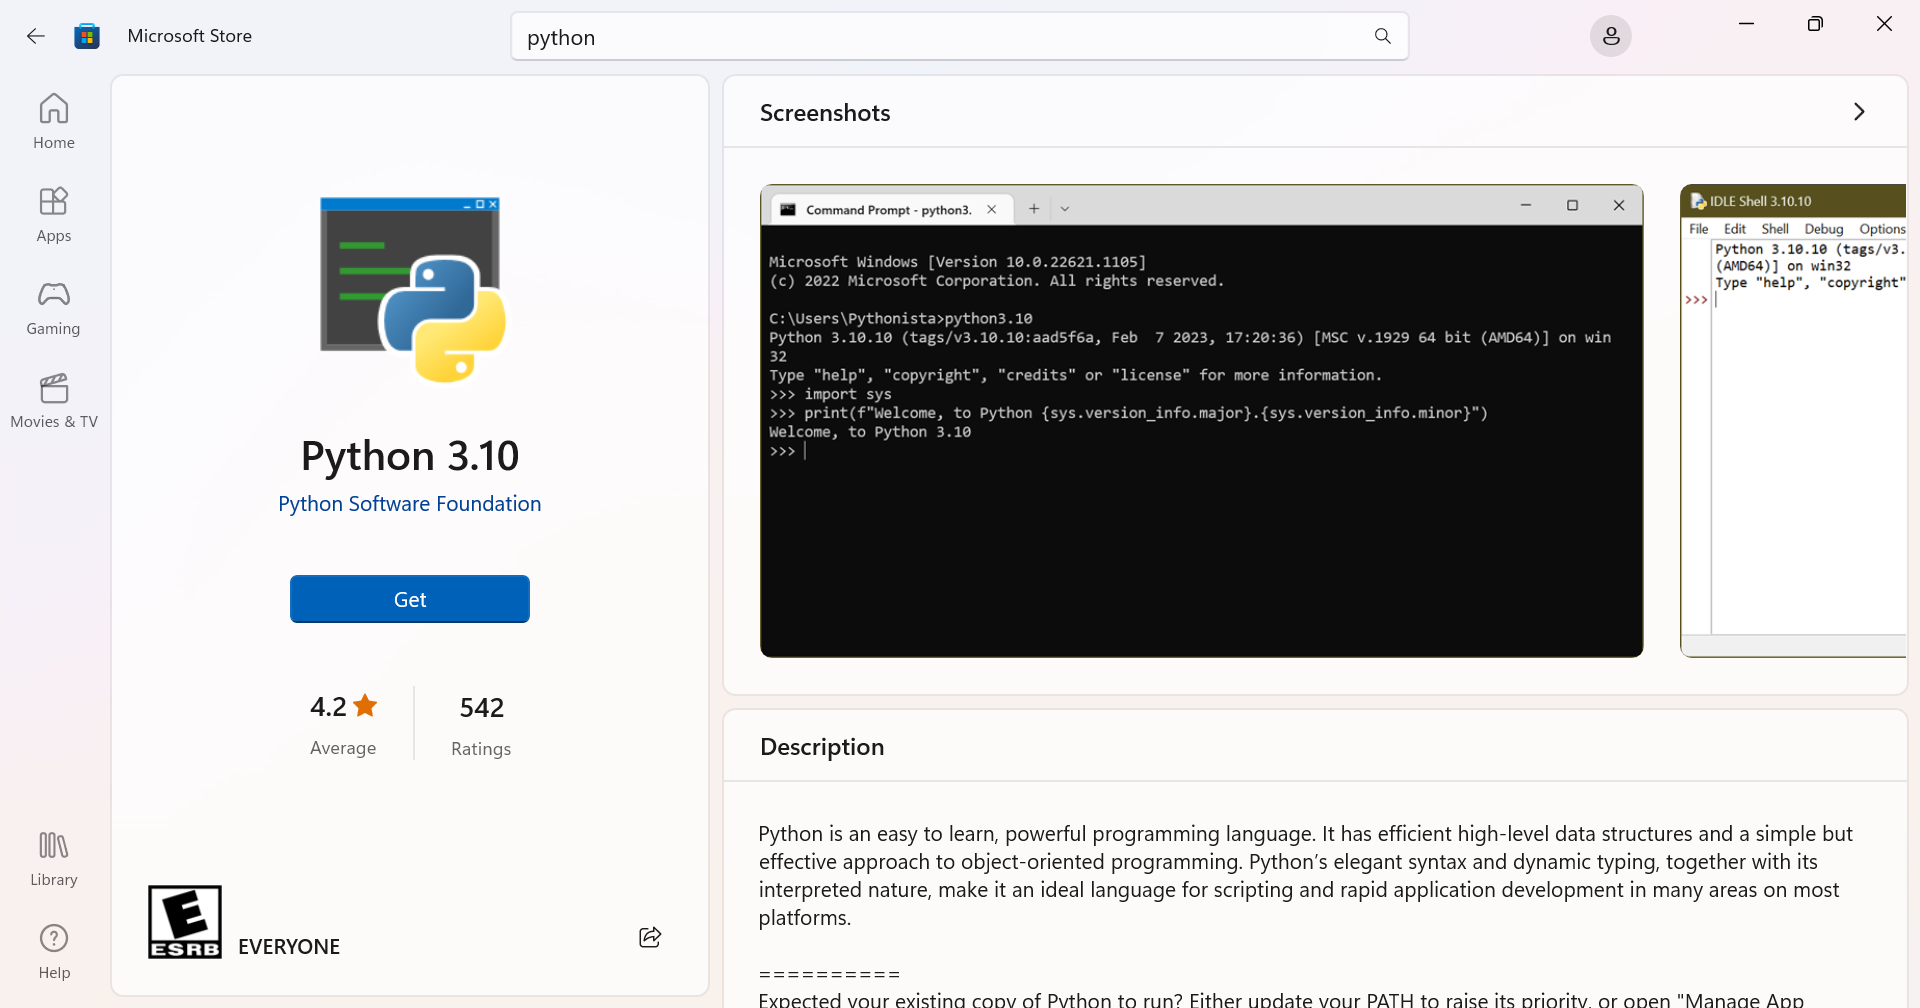 Microsoft Store
python
Home
Apps
Gaming
Movies & TV
Library
Help
Python 3.10
Python Software Foundation
Get
4.2
Average
542
Ratings
E
ESRB
EVERYONE
Screenshots
Command Prompt - python3.
Microsoft Windows [Version 10.0.22621.1105]
(c) 2022 Microsoft Corporation. All rights reserved.
C:\Users\Pythonista>python3.10
Python 3.10.10 (tags/v3.10.10:aad5f6a, Feb  7 2023, 17:20:36) [MSC v.1929 64 bit (AMD64)] on win
32
Type "help", "copyright", "credits" or "license" for more information.
>>> import sys
>>> print(f"Welcome, to Python {sys.version_info.major}.{sys.version_info.minor}")
Welcome, to Python 3.10
>>>
IDLE Shell 3.10.10
File Edit Shell Debug Options
Python 3.10.10 (tags/v3.
(AMD64)] on win32
Type "help", "copyright"
>>>
Description
Python is an easy to learn, powerful programming language. It has efficient high-level data structures and a simple but
effective approach to object-oriented programming. Python’s elegant syntax and dynamic typing, together with its
interpreted nature, make it an ideal language for scripting and rapid application development in many areas on most
platforms.
==========
Expected your existing copy of Python to run? Either update your PATH to raise its priority, or open "Manage App